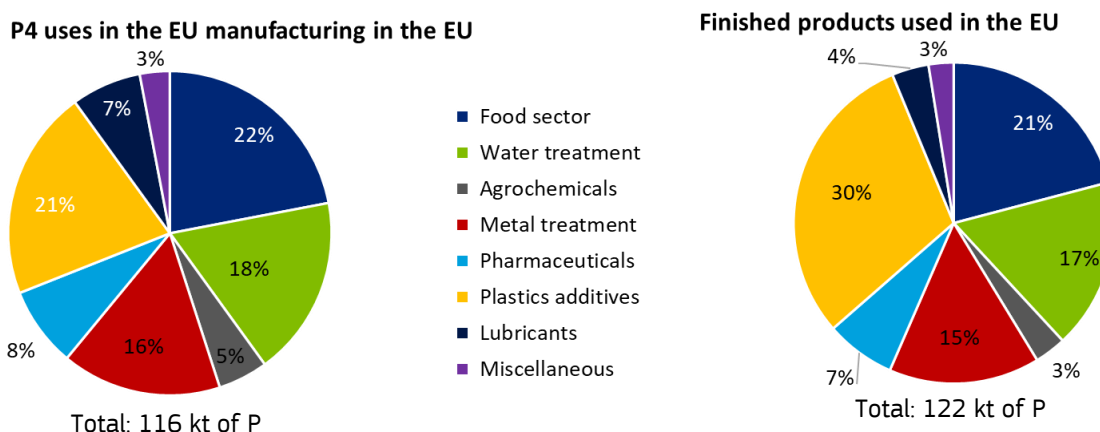 P4 uses in the EU manufacturing in the EU
3%
7%
22%
21%
18%
8%
16%
5%
Total: 116 kt of P
Food sector
Water treatment
Agrochemicals
Metal treatment
Pharmaceuticals
Plastics additives
Lubricants
Miscellaneous
Finished products used in the EU
4%
3%
21%
30%
17%
15%
7%
3%
Total: 122 kt of P